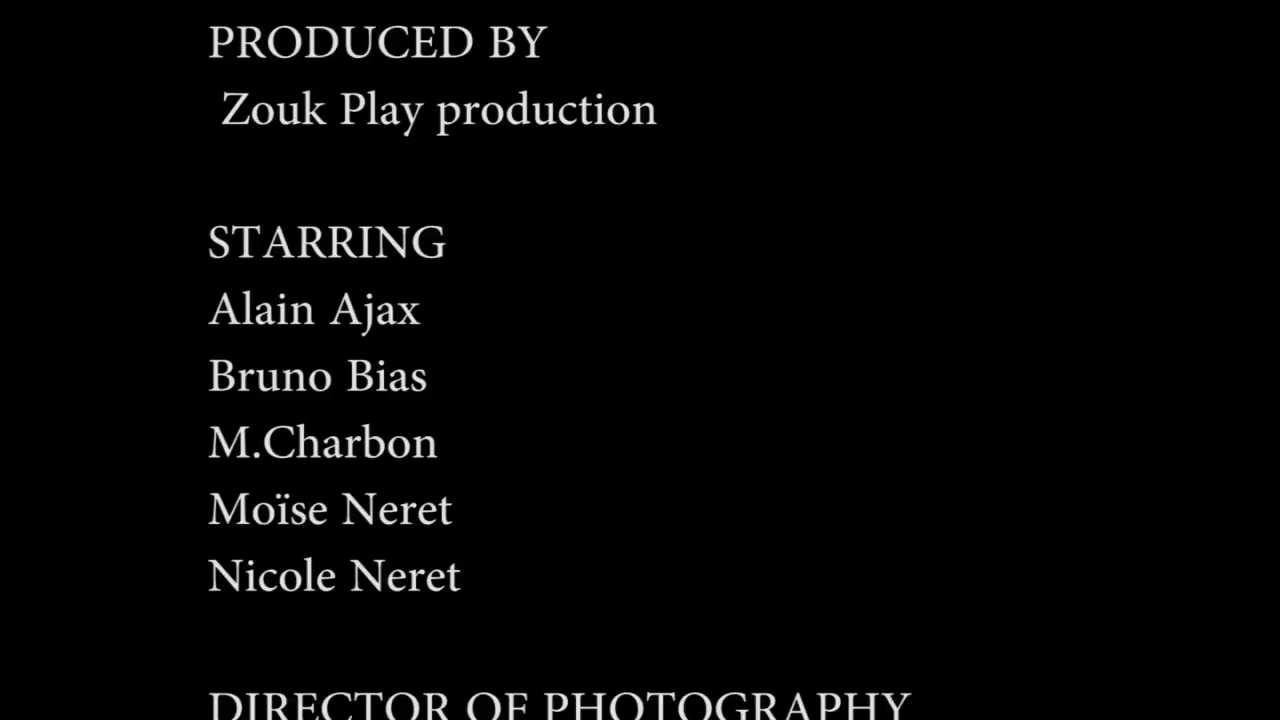 PRODUCED BY
Zouk Play production
STARRING
Alain Ajax
Bruno Bias
M.Charbon
Moïse Neret
Nicole Neret
DIRECTOR OF PHOTOGRAPHY